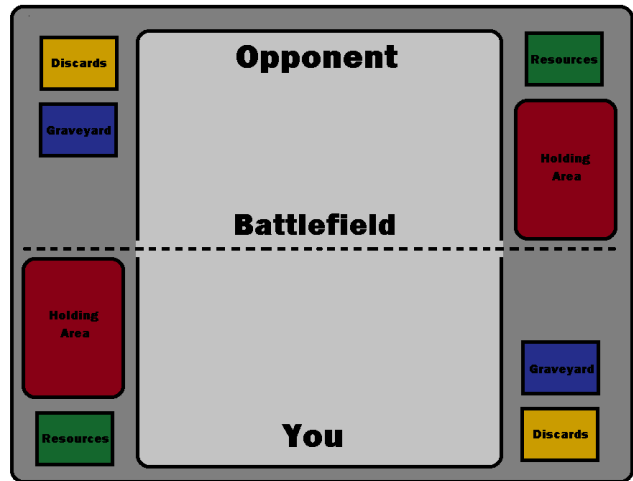 Opponent
Discards
Resources
Graveyard
Holding
Area
Battlefield
Holding
Area
Graveyard
Resources
You
Discards